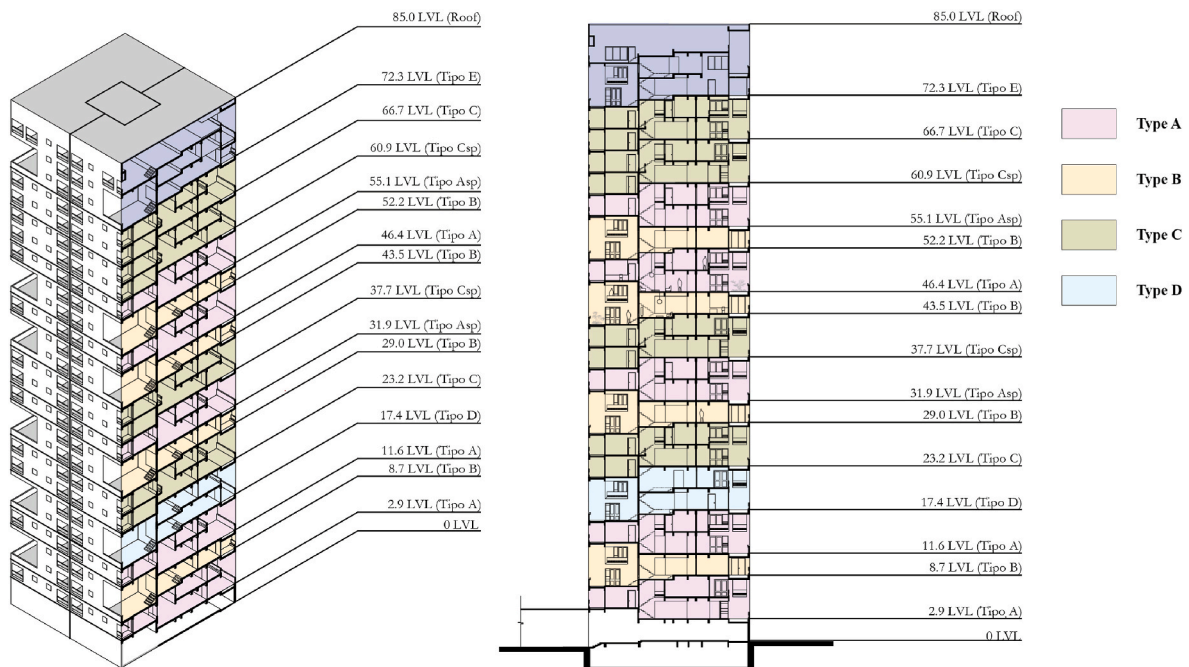 85.0 LVL (Roof)
72.3 LVL (Tipo E)
66.7 LVL (Tipo C)
60.9 LVL (Tipo Csp)
55.1 LVL (Tipo Asp)
52.2 LVL (Tipo B)
46.4 LVL (Tipo A)
43.5 LVL (Tipo B)
37.7 LVL (Tipo Csp)
31.9 LVL (Tipo Asp)
29.0 LVL (Tipo B)
23.2 LVL (Tipo C)
17.4 LVL (Tipo D)
11.6 LVL (Tipo A)
8.7 LVL (Tipo B)
2.9 LVL (Tipo A)
0 LVL
85.0 LVL (Roof)
72.3 LVL (Tipo E)
66.7 LVL (Tipo C)
60.9 LVL (Tipo Csp)
55.1 LVL (Tipo Asp)
52.2 LVL (Tipo B)
46.4 LVL (Tipo A)
43.5 LVL (Tipo B)
37.7 LVL (Tipo Csp)
31.9 LVL (Tipo Asp)
29.0 LVL (Tipo B)
23.2 LVL (Tipo C)
17.4 LVL (Tipo D)
11.6 LVL (Tipo A)
8.7 LVL (Tipo B)
2.9 LVL (Tipo A)
0 LVL
Type A
Type B
Type C
Type D